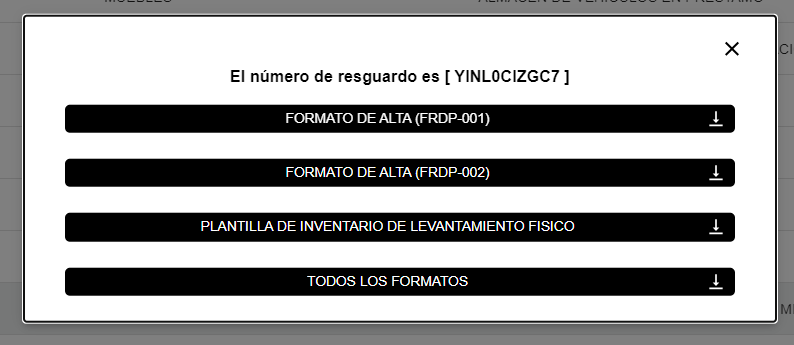 El número de resguardo es [ YINL0CIZGC7 ]
FORMATO DE ALTA (FRDP-001)
FORMATO DE ALTA (FRDP-002)
PLANTILLA DE INVENTARIO DE LEVANTAMIENTO FISICO
TODOS LOS FORMATOS